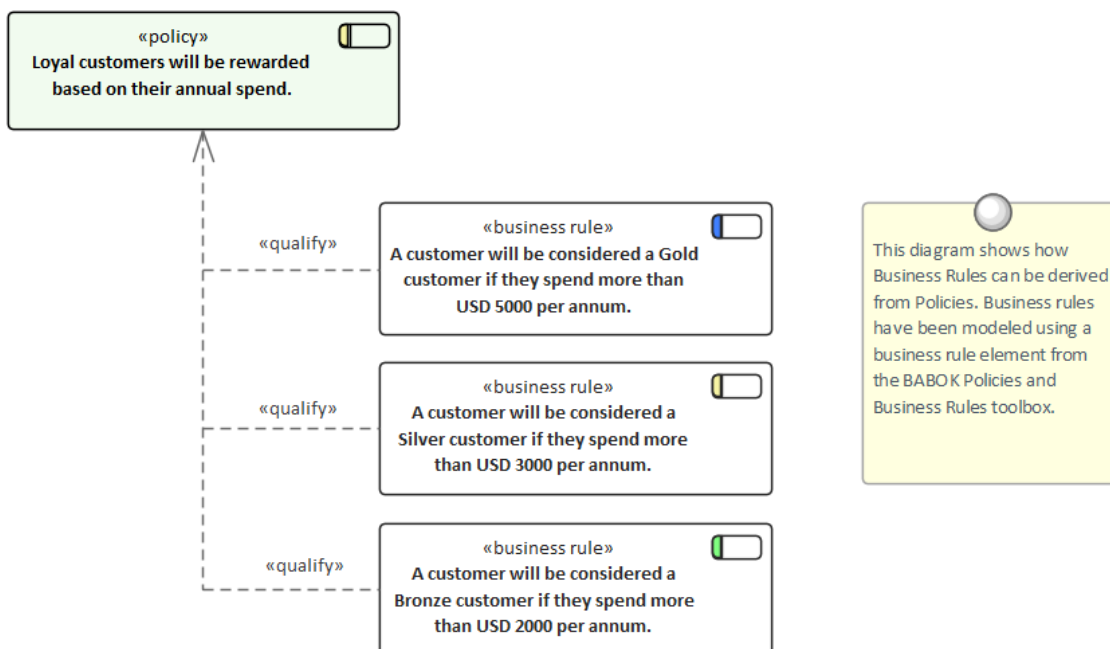 «policy»
Loyal customers will be rewarded
based on their annual spend.
«qualify»
«business rule»
A customer will be considered a Gold
customer if they spend more than
USD 5000 per annum.
«qualify»
«business rule»
A customer will be considered a
Silver customer if they spend more
than USD 3000 per annum.
«qualify»
«business rule»
A customer will be considered a
Bronze customer if they spend more
than USD 2000 per annum.
This diagram shows how
Business Rules can be derived
from Policies. Business rules
have been modeled using a
business rule element from
the BABOK Policies and
Business Rules toolbox.